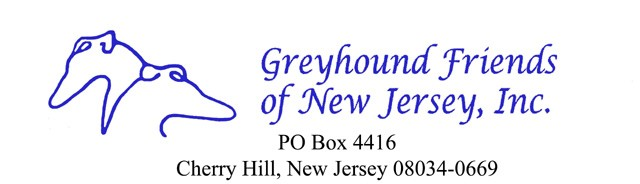 Greyhound Friends
of New Jersey, Inc.
PO Box 4416
Cherry Hill, New Jersey 08034-0669